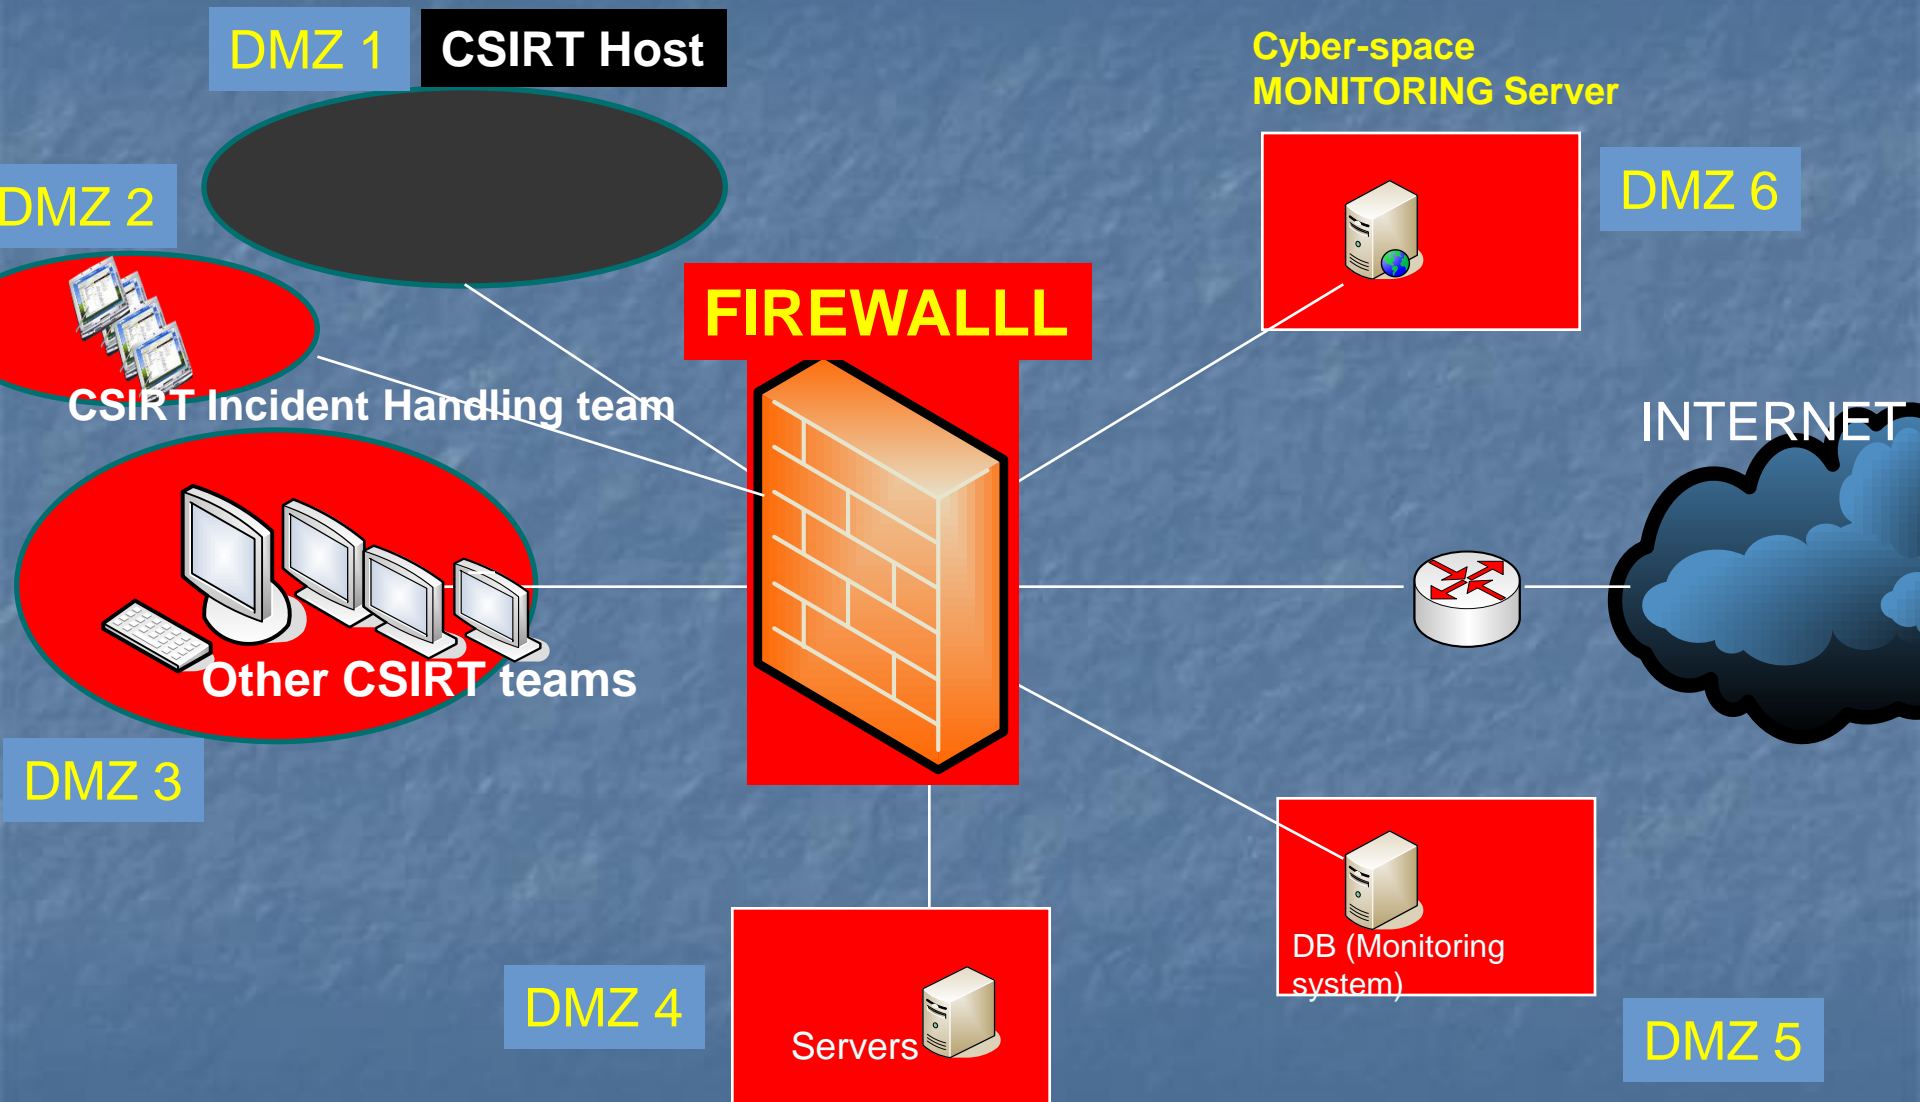 DMZ 1
CSIRT Host
Cyber-space
MONITORING Server
DMZ 2
DMZ 6
FIREWALLL
CSIRT Incident Handling team
INTERNET
Other CSIRT teams
DMZ 3
DB (Monitoring
system)
DMZ 4
Servers
DMZ 5